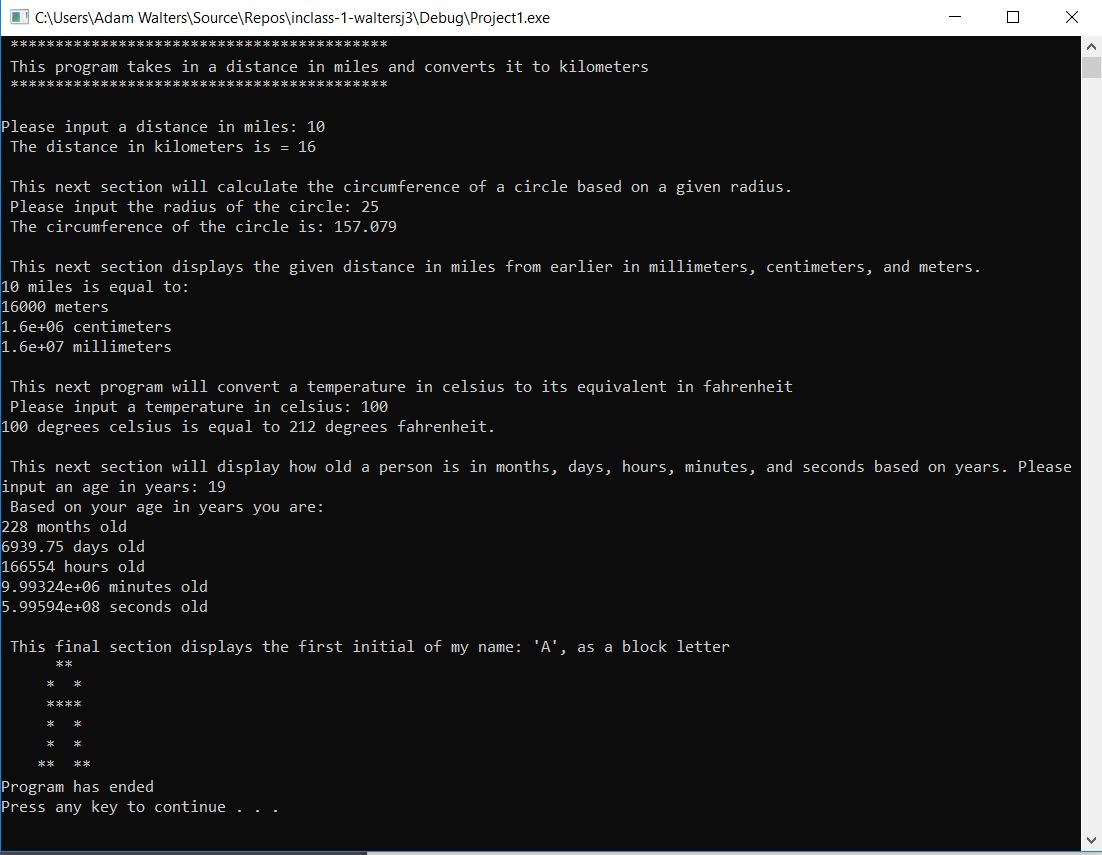 C:\Users\Adam Walters\Source\Repos\inclass-1-waltersj3\Debug\Project1.exe
******************************************
This program takes in a distance in miles and converts it to kilometers
******************************************
Please input a distance in miles: 10
The distance in kilometers is = 16
This next section will calculate the circumference of a circle based on a given radius.
Please input the radius of the circle: 25
The circumference of the circle is: 157.079
This next section displays the given distance in miles from earlier in millimeters, centimeters, and meters.
10 miles is equal to:
16000 meters
1.6e+06 centimeters
1.6e+07 millimeters
This next program will convert a temperature in celsius to its equivalent in fahrenheit
Please input a temperature in celsius: 100
100 degrees celsius is equal to 212 degrees fahrenheit.
This next section will display how old a person is in months, days, hours, minutes, and seconds based on years. Please
input an age in years: 19
Based on your age in years you are:
228 months old
6939.75 days old
166554 hours old
9.99324e+06 minutes old
5.99594e+08 seconds old
This final section displays the first initial of my name: 'A', as a block letter
      **
     *  *
     ****
     *  *
     *  *
    **  **
Program has ended
Press any key to continue . . .